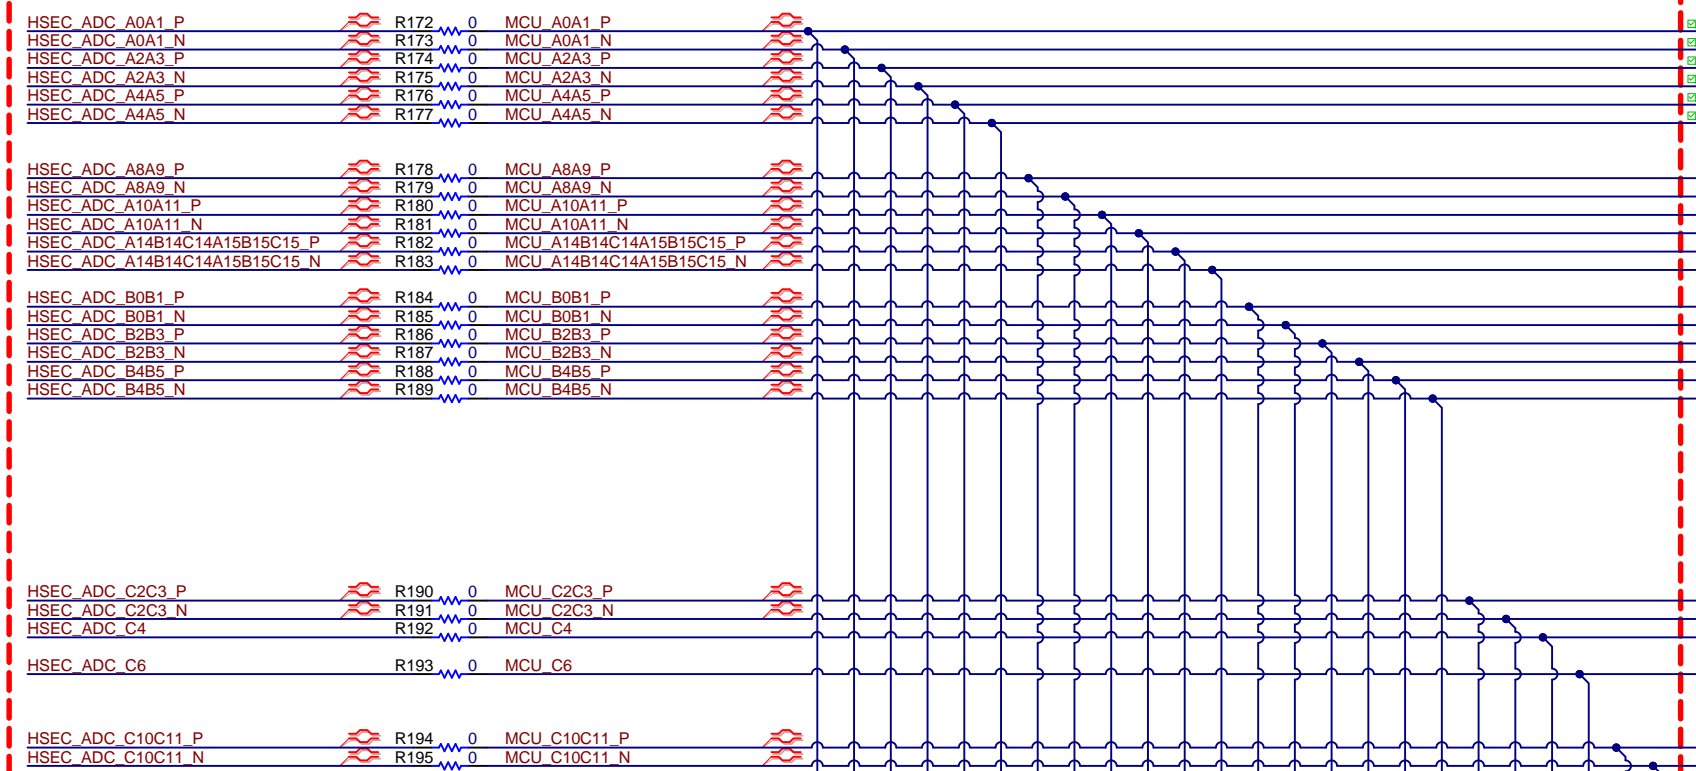 HSEC_ADC_A0A1_P R172 0 MCU_A0A1_P
HSEC_ADC_A0A1_N R173 0 MCU_A0A1_N
HSEC_ADC_A2A3_P R174 0 MCU_A2A3_P
HSEC_ADC_A2A3_N R175 0 MCU_A2A3_N
HSEC_ADC_A4A5_P R176 0 MCU_A4A5_P
HSEC_ADC_A4A5_N R177 0 MCU_A4A5_N
HSEC_ADC_A8A9_P R178 0 MCU_A8A9_P
HSEC_ADC_A8A9_N R179 0 MCU_A8A9_N
HSEC_ADC_A10A11_P R180 0 MCU_A10A11_P
HSEC_ADC_A10A11_N R181 0 MCU_A10A11_N
HSEC_ADC_A14B14C14A15B15C15_P R182 0 MCU_A14B14C14A15B15C15_P
HSEC_ADC_A14B14C14A15B15C15_N R183 0 MCU_A14B14C14A15B15C15_N
HSEC_ADC_B0B1_P R184 0 MCU_B0B1_P
HSEC_ADC_B0B1_N R185 0 MCU_B0B1_N
HSEC_ADC_B2B3_P R186 0 MCU_B2B3_P
HSEC_ADC_B2B3_N R187 0 MCU_B2B3_N
HSEC_ADC_B4B5_P R188 0 MCU_B4B5_P
HSEC_ADC_B4B5_N R189 0 MCU_B4B5_N
HSEC_ADC_C2C3_P R190 0 MCU_C2C3_P
HSEC_ADC_C2C3_N R191 0 MCU_C2C3_N
HSEC_ADC_C4 R192 0 MCU_C4
HSEC_ADC_C6 R193 0 MCU_C6
HSEC_ADC_C10C11_P R194 0 MCU_C10C11_P
HSEC_ADC_C10C11_N R195 0 MCU_C10C11_N